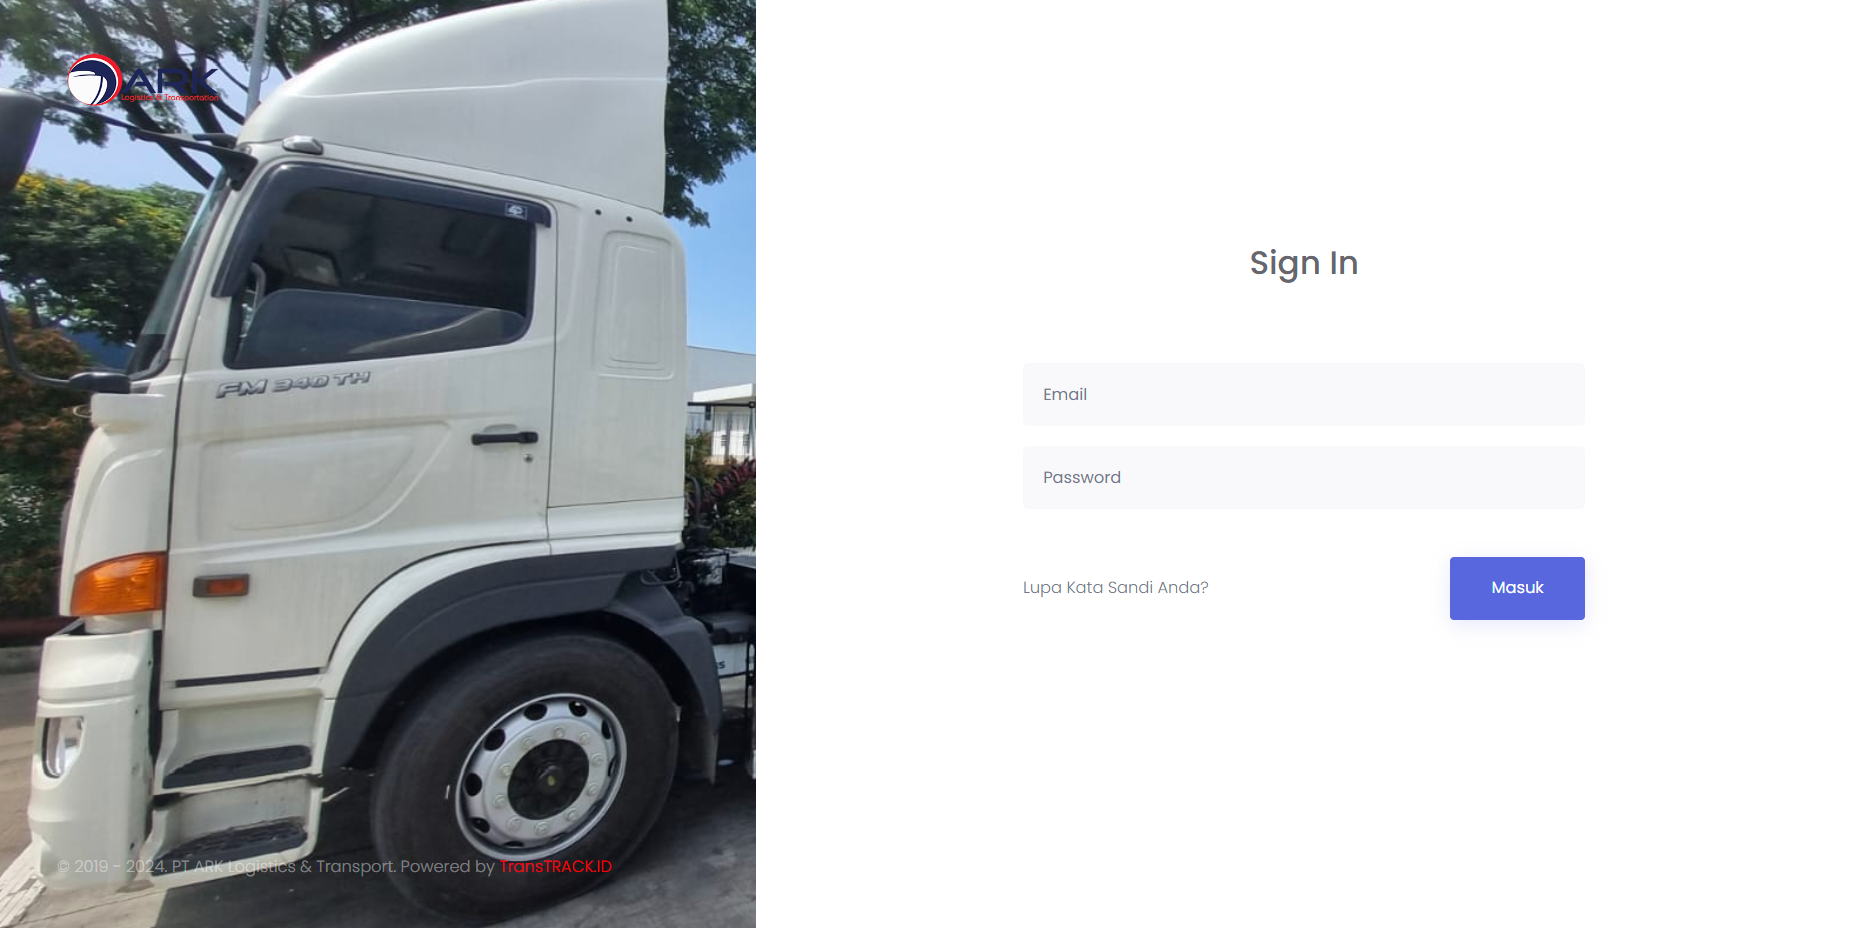 ARK
Logistics & Transportation
FM 340 TH
© 2019 - 2024. PT ARK Logistics & Transport. Powered by TransTRACK.ID
Sign In
Email
Password
Lupa Kata Sandi Anda?
Masuk